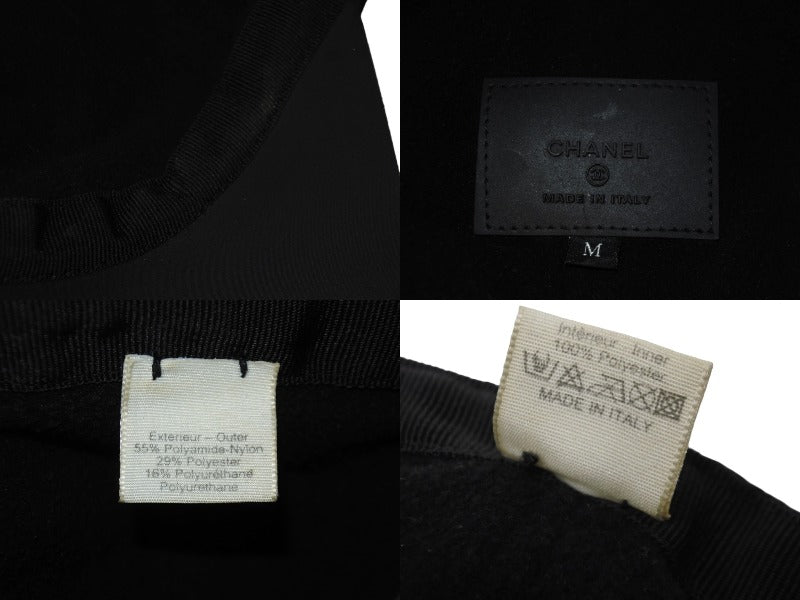 CHANEL
MADE IN ITALY
M
Extérieur – Outer
55% Polyamide-Nylon
29% Polyester
16% Polyuréthane
Polyurethane
Intérieur Inner
100% Polyester
MADE IN ITALY